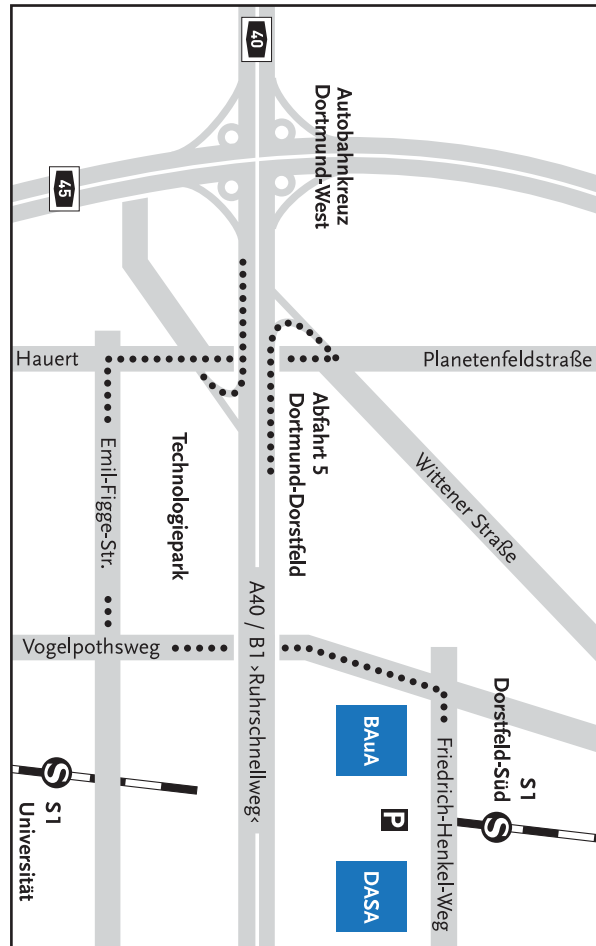 40
Autobahnkreuz
Dortmund-West
45
Hauert
Planetenfeldstraße
Abfahrt 5
Dortmund-Dorstfeld
Technologiepark
Emil-Figge-Str.
Wittener Straße
A40 / B1 ›Ruhrschnellweg‹
Vogelpothsweg
S1
Dorstfeld-Süd
S
BAuA
Friedrich-Henkel-Weg
P
DASA
S
S1
Universität